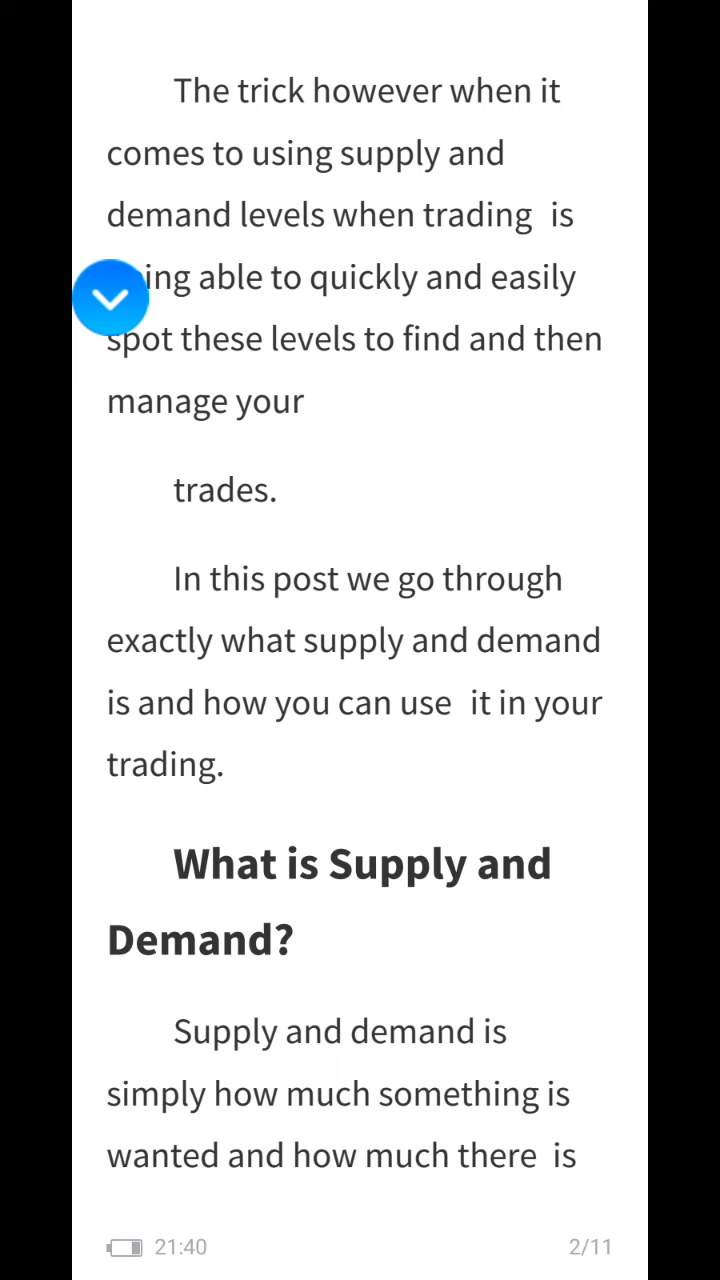 The trick however when it
comes to using supply and
demand levels when trading is
ing able to quickly and easily
spot these levels to find and then
manage your
trades.
In this post we go through
exactly what supply and demand
is and how you can use it in your
trading.
What is Supply and
Demand?
Supply and demand is
simply how much something is
wanted and how much there is
21:40
2/11